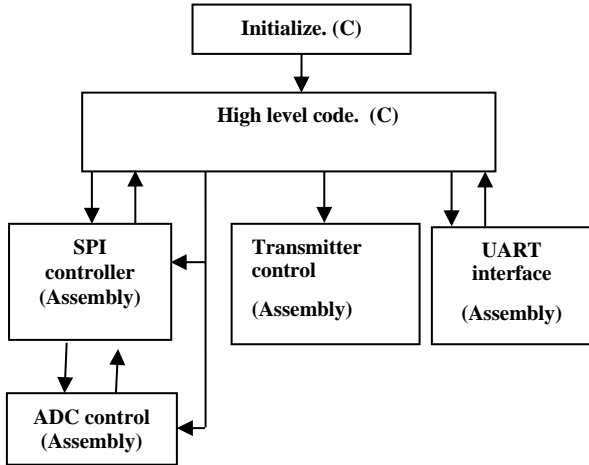 Initialize. (C)
High level code. (C)
SPI
controller
(Assembly)
Transmitter
control
(Assembly)
UART
interface
(Assembly)
ADC control
(Assembly)